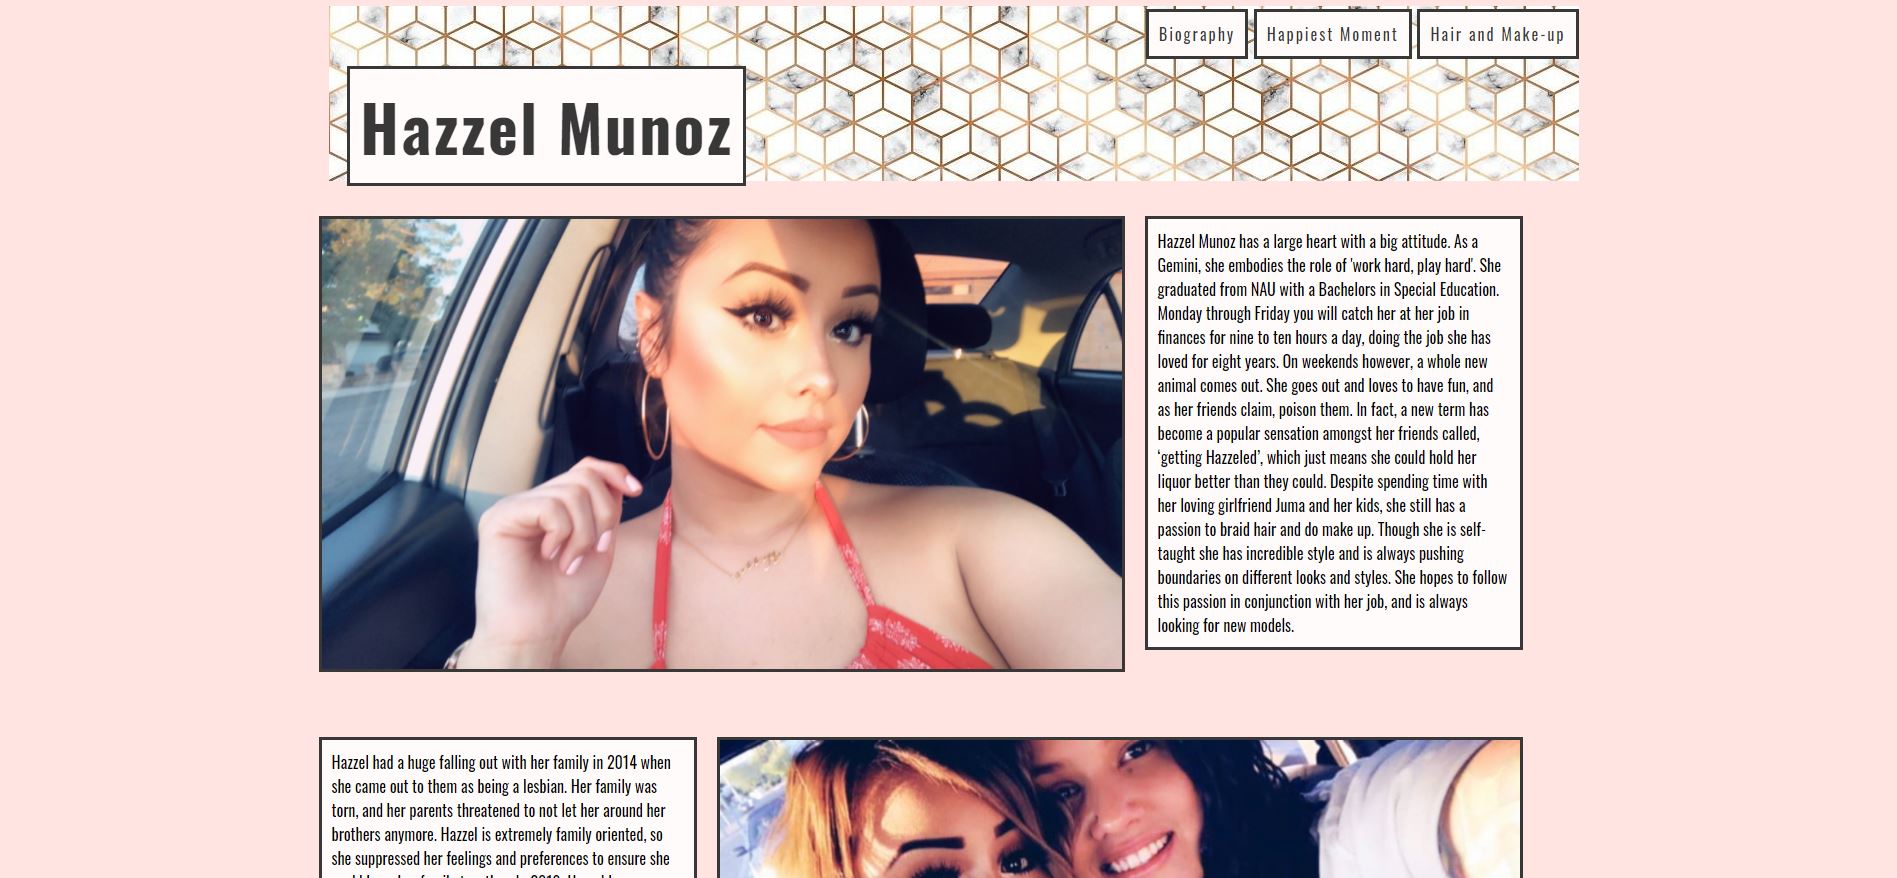 Biography
Happiest Moment
Hair and Make-up
Hazzel Munoz
Hazzel Munoz has a large heart with a big attitude. As a
Gemini, she embodies the role of 'work hard, play hard'. She
graduated from NAU with a Bachelors in Special Education.
Monday through Friday you will catch her at her job in
finances for nine to ten hours a day, doing the job she has
loved for eight years. On weekends however, a whole new
animal comes out. She goes out and loves to have fun, and
as her friends claim, poison them. In fact, a new term has
become a popular sensation amongst her friends called,
‘getting Hazzeled’, which just means she could hold her
liquor better than they could. Despite spending time with
her loving girlfriend Juma and her kids, she still has a
passion to braid hair and do make up. Though she is self-
taught she has incredible style and is always pushing
boundaries on different looks and styles. She hopes to follow
this passion in conjunction with her job, and is always
looking for new models.
Hazzel had a huge falling out with her family in 2014 when
she came out to them as being a lesbian. Her family was
torn, and her parents threatened to not let her around her
brothers anymore. Hazzel is extremely family oriented, so
she suppressed her feelings and preferences to ensure she